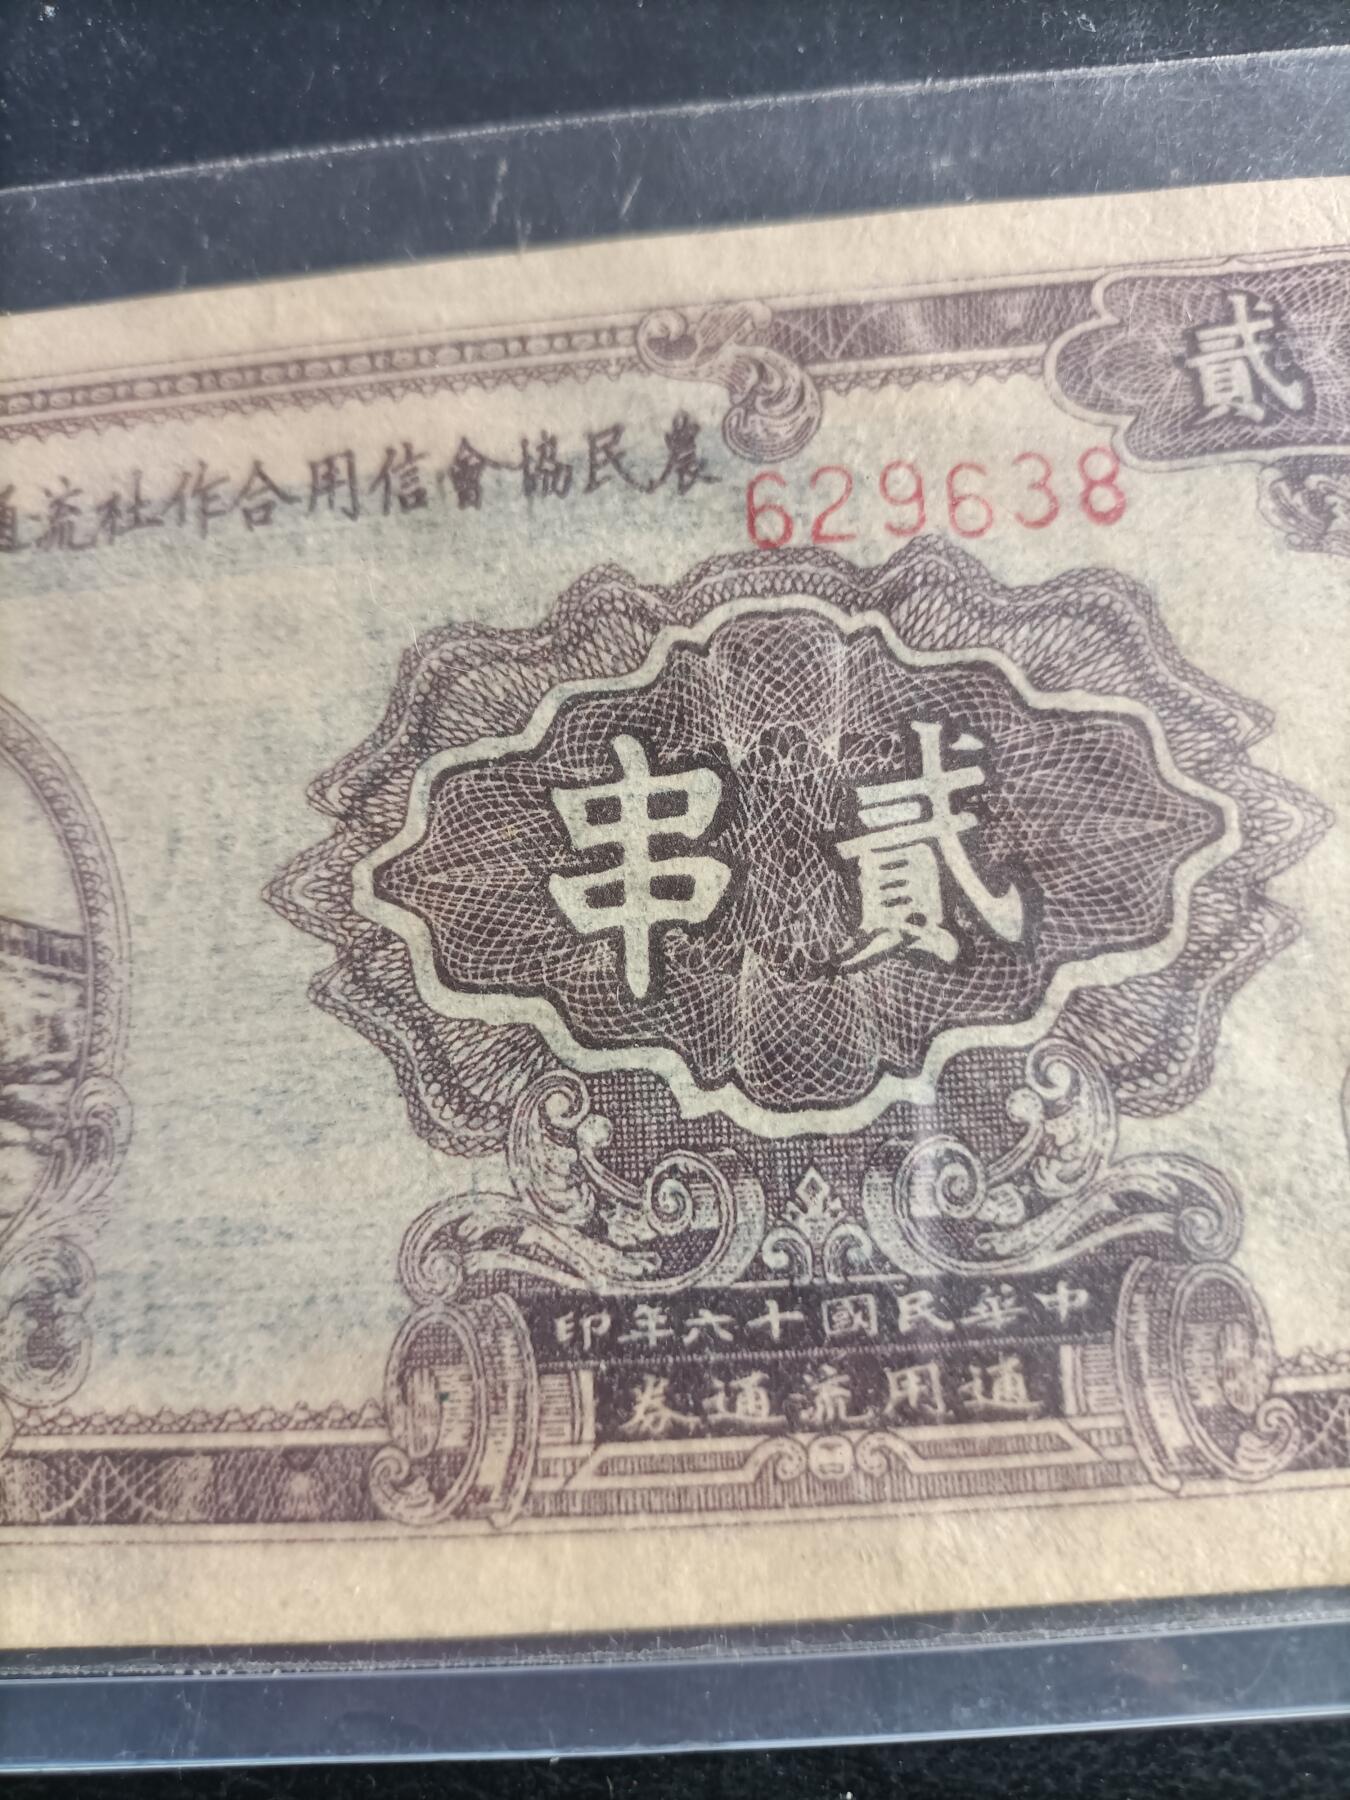 貳
農民協會信用合作社流通
629638
貳串
中華民國十六年印
通用流通券